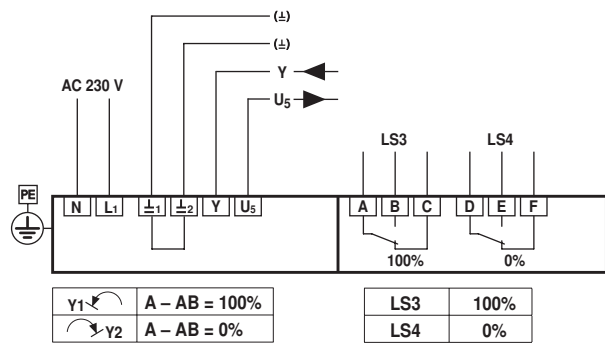 (⊥)
(⊥)
Y
AC 230 V
U5
LS3 LS4
PE
N L1 ⊥1 ⊥2 Y U5 A B C D E F
100% 0%
Y1 A – AB = 100%
Y2 A – AB = 0%
LS3 100%
LS4 0%